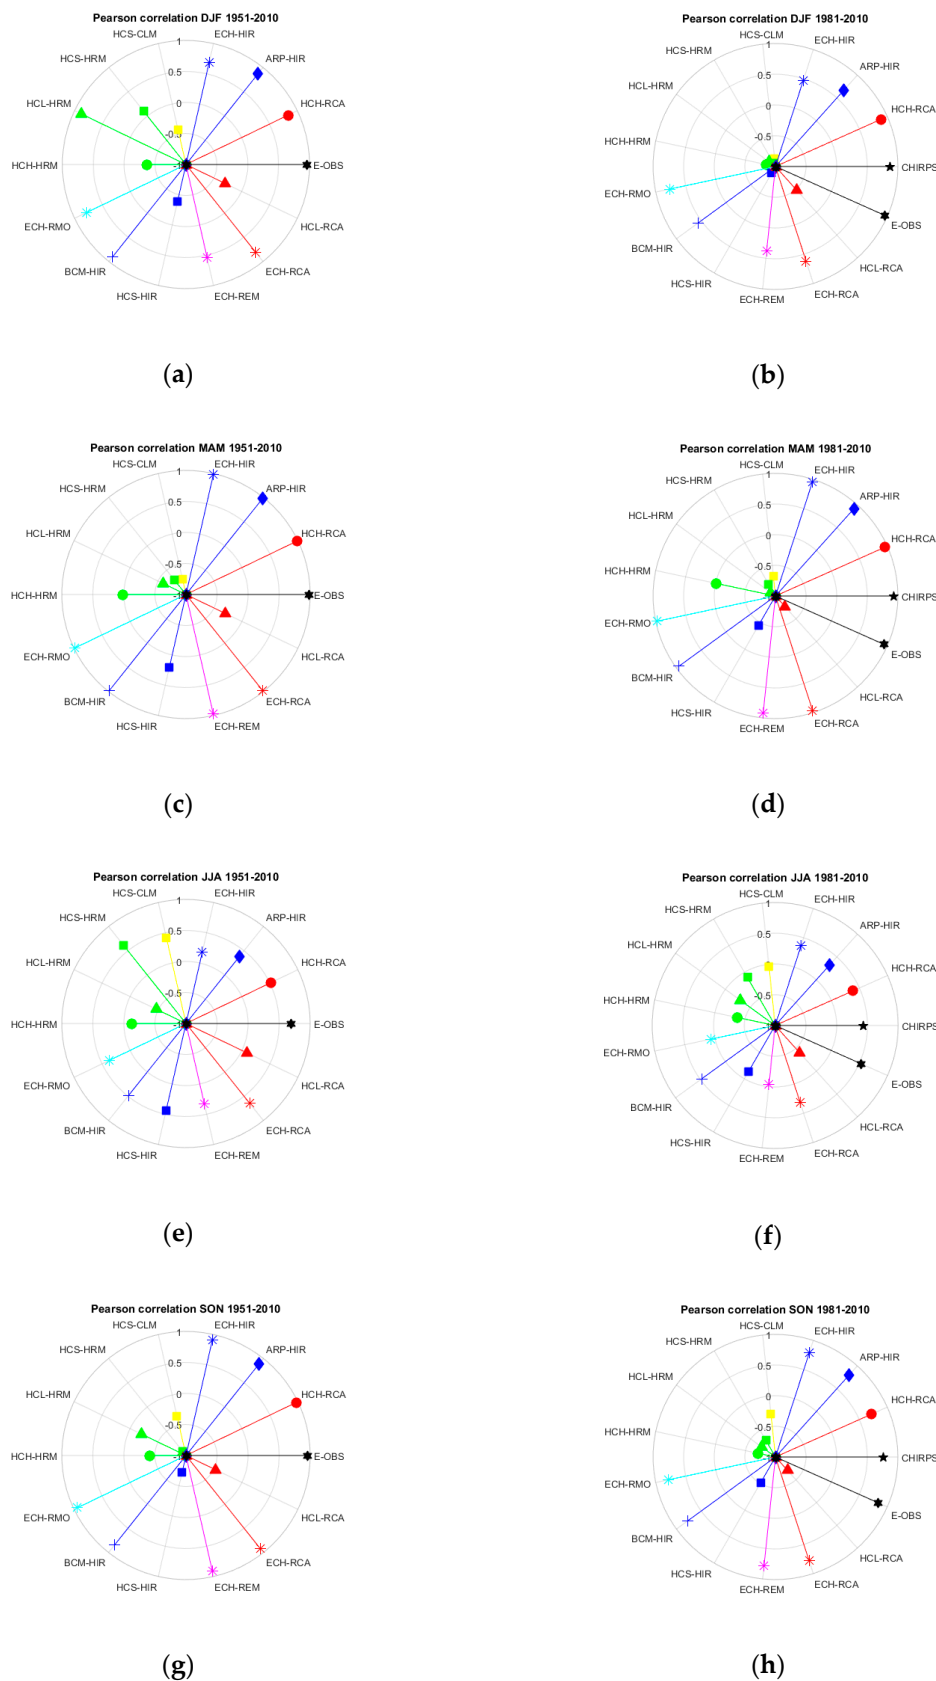 Pearson correlation DJF 1951-2010
HCS-CLM
ECH-HIR
HCS-HRM
ARP-HIR
HCL-HRM
HCH-RCA
HCH-HRM
E-OBS
ECH-RMO
HCL-RCA
BCM-HIR
ECH-RCA
HCS-HIR
ECH-REM
1
0.5
0
-0.5
-1
(a)
Pearson correlation DJF 1981-2010
HCS-CLM
ECH-HIR
HCS-HRM
ARP-HIR
HCL-HRM
HCH-RCA
HCH-HRM
CHIRPS
ECH-RMO
E-OBS
BCM-HIR
HCL-RCA
HCS-HIR
ECH-RCA
ECH-REM
1
0.5
0
-0.5
-1
(b)
Pearson correlation MAM 1951-2010
HCS-CLM
ECH-HIR
HCS-HRM
ARP-HIR
HCL-HRM
HCH-RCA
HCH-HRM
E-OBS
ECH-RMO
HCL-RCA
BCM-HIR
ECH-RCA
HCS-HIR
ECH-REM
1
0.5
0
-0.5
-1
(c)
Pearson correlation MAM 1981-2010
HCS-CLM
ECH-HIR
HCS-HRM
ARP-HIR
HCL-HRM
HCH-RCA
HCH-HRM
CHIRPS
ECH-RMO
E-OBS
BCM-HIR
HCL-RCA
HCS-HIR
ECH-RCA
ECH-REM
1
0.5
0
-0.5
-1
(d)
Pearson correlation JJA 1951-2010
HCS-CLM
ECH-HIR
HCS-HRM
ARP-HIR
HCL-HRM
HCH-RCA
HCH-HRM
E-OBS
ECH-RMO
HCL-RCA
BCM-HIR
ECH-RCA
HCS-HIR
ECH-REM
1
0.5
0
-0.5
-1
(e)
Pearson correlation JJA 1981-2010
HCS-CLM
ECH-HIR
HCS-HRM
ARP-HIR
HCL-HRM
HCH-RCA
HCH-HRM
CHIRPS
ECH-RMO
E-OBS
BCM-HIR
HCL-RCA
HCS-HIR
ECH-RCA
ECH-REM
1
0.5
0
-0.5
-1
(f)
Pearson correlation SON 1951-2010
HCS-CLM
ECH-HIR
HCS-HRM
ARP-HIR
HCL-HRM
HCH-RCA
HCH-HRM
E-OBS
ECH-RMO
HCL-RCA
BCM-HIR
ECH-RCA
HCS-HIR
ECH-REM
1
0.5
0
-0.5
-1
(g)
Pearson correlation SON 1981-2010
HCS-CLM
ECH-HIR
HCS-HRM
ARP-HIR
HCL-HRM
HCH-RCA
HCH-HRM
CHIRPS
ECH-RMO
E-OBS
BCM-HIR
HCL-RCA
HCS-HIR
ECH-RCA
ECH-REM
1
0.5
0
-0.5
-1
(h)